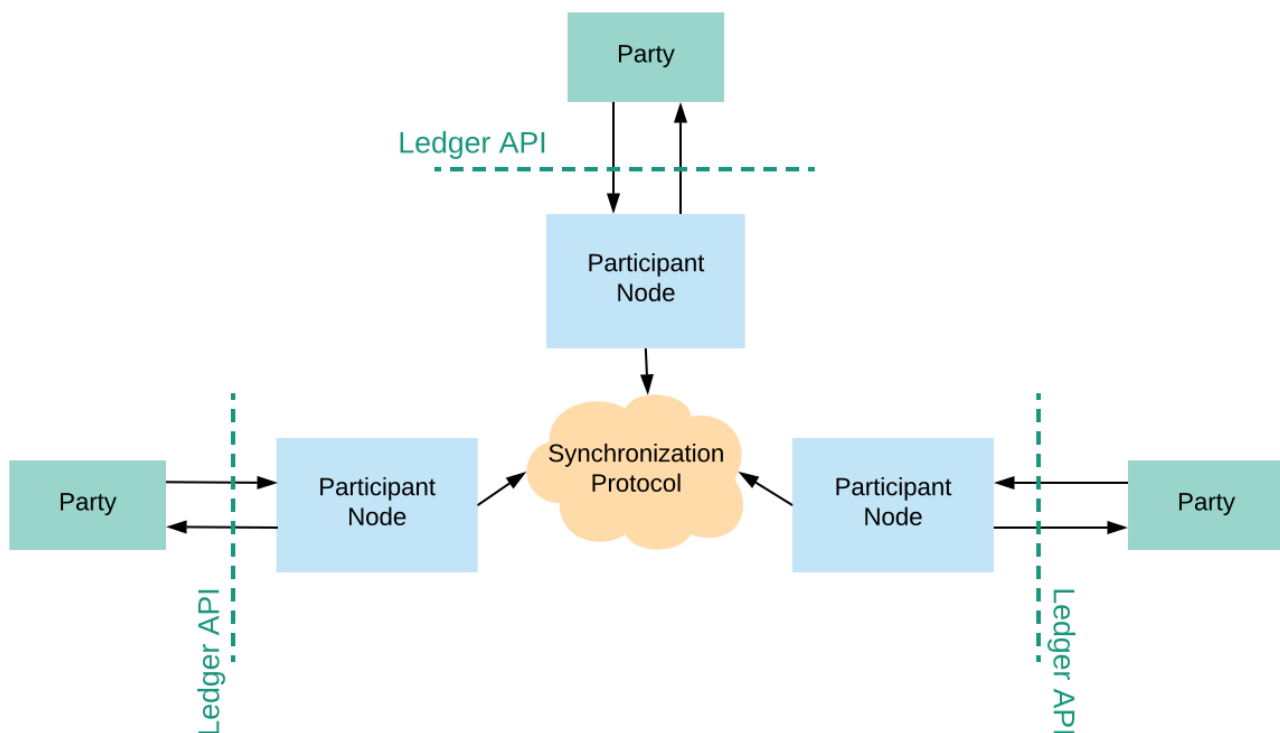 Party
Ledger API
Participant
Node
Synchronization
Protocol
Party
Participant
Node
Ledger API
Participant
Node
Party
Ledger API